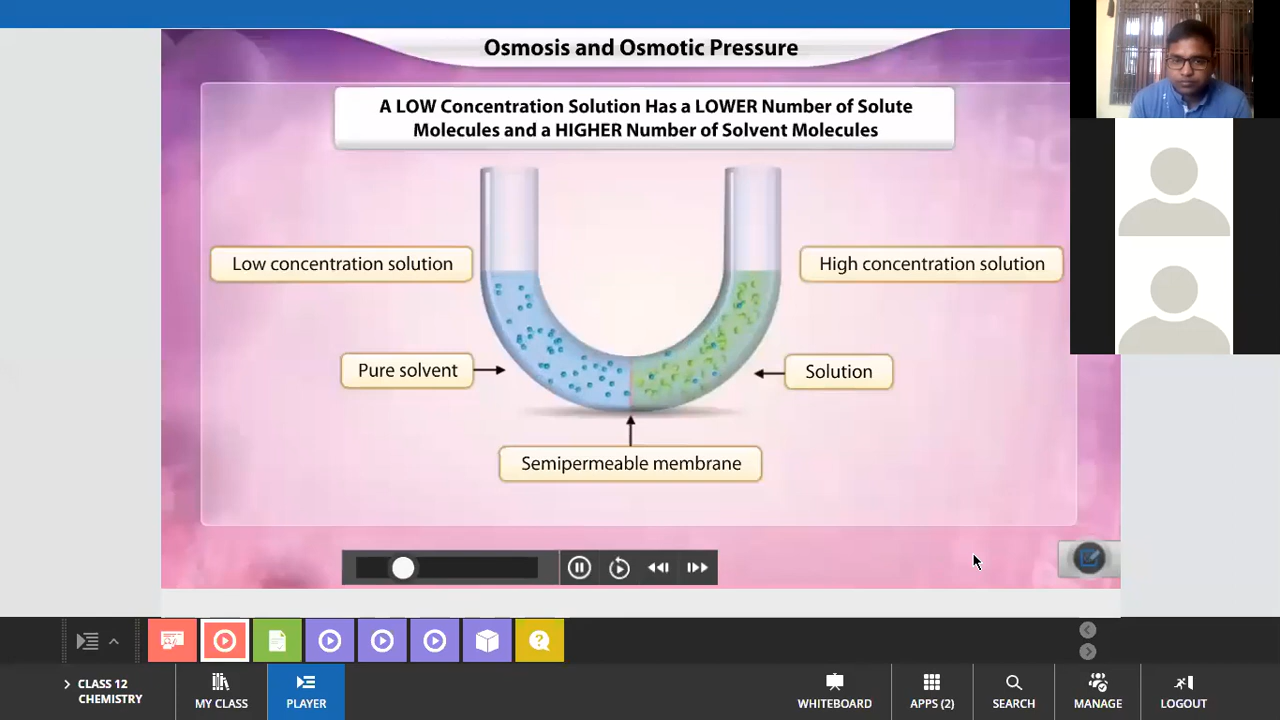 Osmosis and Osmotic Pressure
A LOW Concentration Solution Has a LOWER Number of Solute
Molecules and a HIGHER Number of Solvent Molecules
Low concentration solution
High concentration solution
Pure solvent
Solution
Semipermeable membrane
CLASS 12
CHEMISTRY
MY CLASS
PLAYER
WHITEBOARD
APPS (2)
SEARCH
MANAGE
LOGOUT